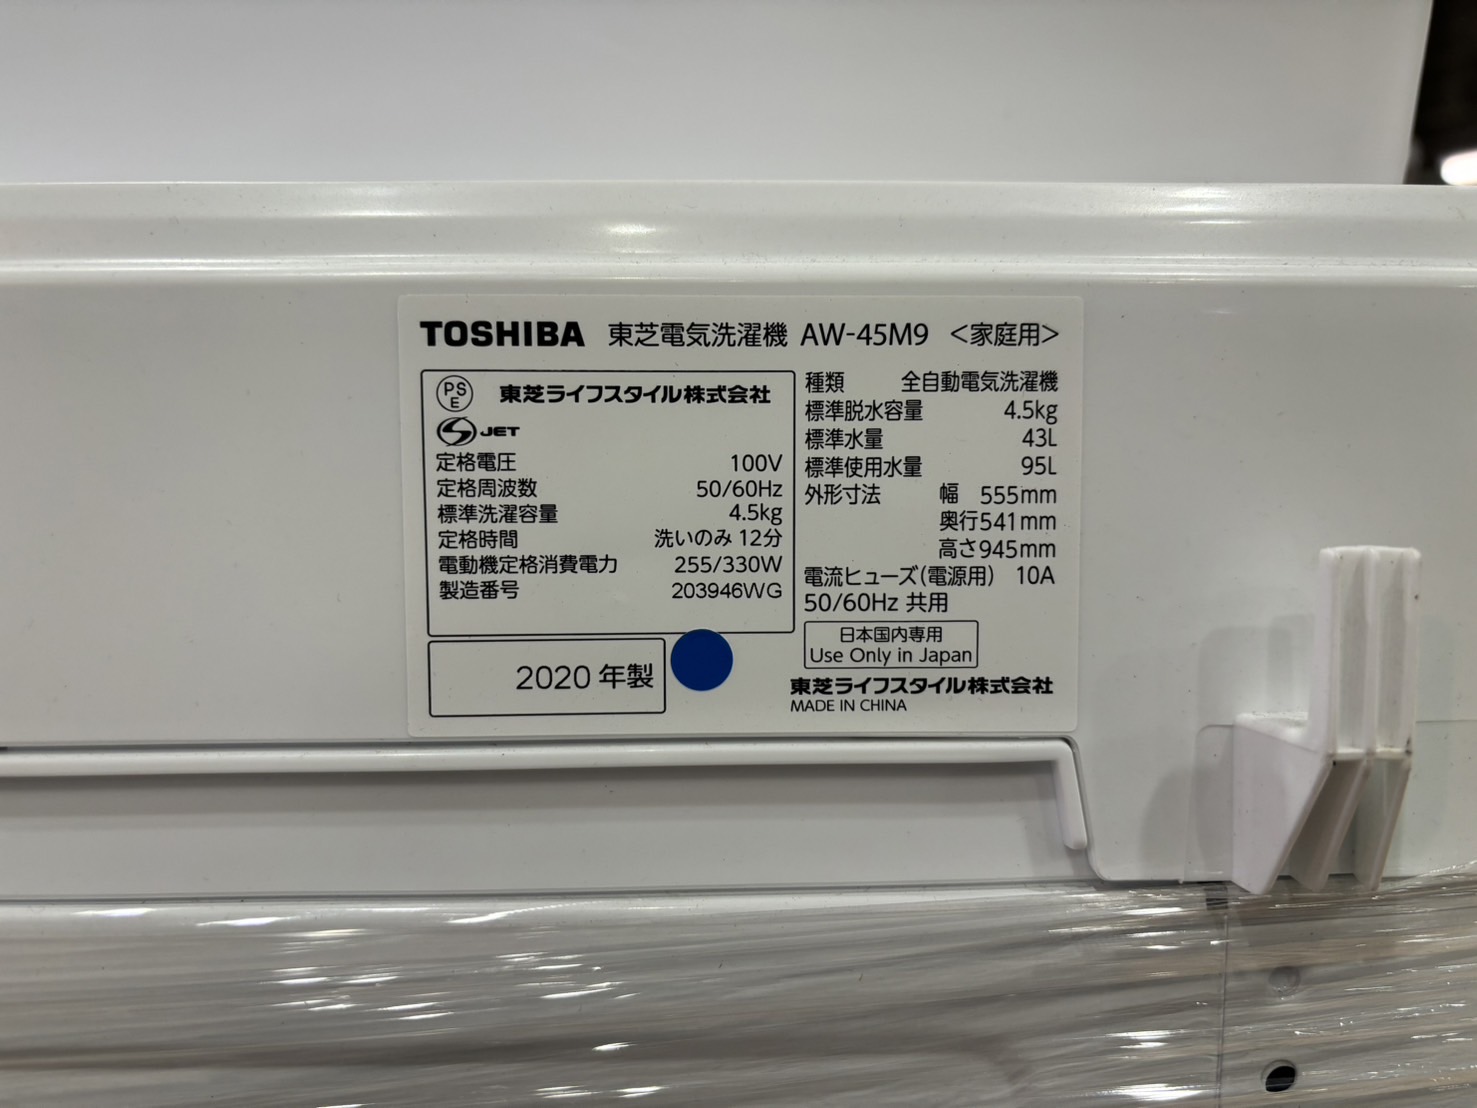 TOSHIBA 東芝電気洗濯機 AW-45M9 <家庭用>
PS
E
東芝ライフスタイル株式会社
S JET
定格電圧 100V
定格周波数 50/60Hz
標準洗濯容量 4.5kg
定格時間 洗いのみ 12分
電動機定格消費電力 255/330W
製造番号 203946WG
2020 年製
種類 全自動電気洗濯機
標準脱水容量 4.5kg
標準水量 43L
標準使用水量 95L
外形寸法 幅 555mm
奥行541mm
高さ945mm
電流ヒューズ(電源用) 10A
50/60Hz 共用
日本国内専用
Use Only in Japan
東芝ライフスタイル株式会社
MADE IN CHINA